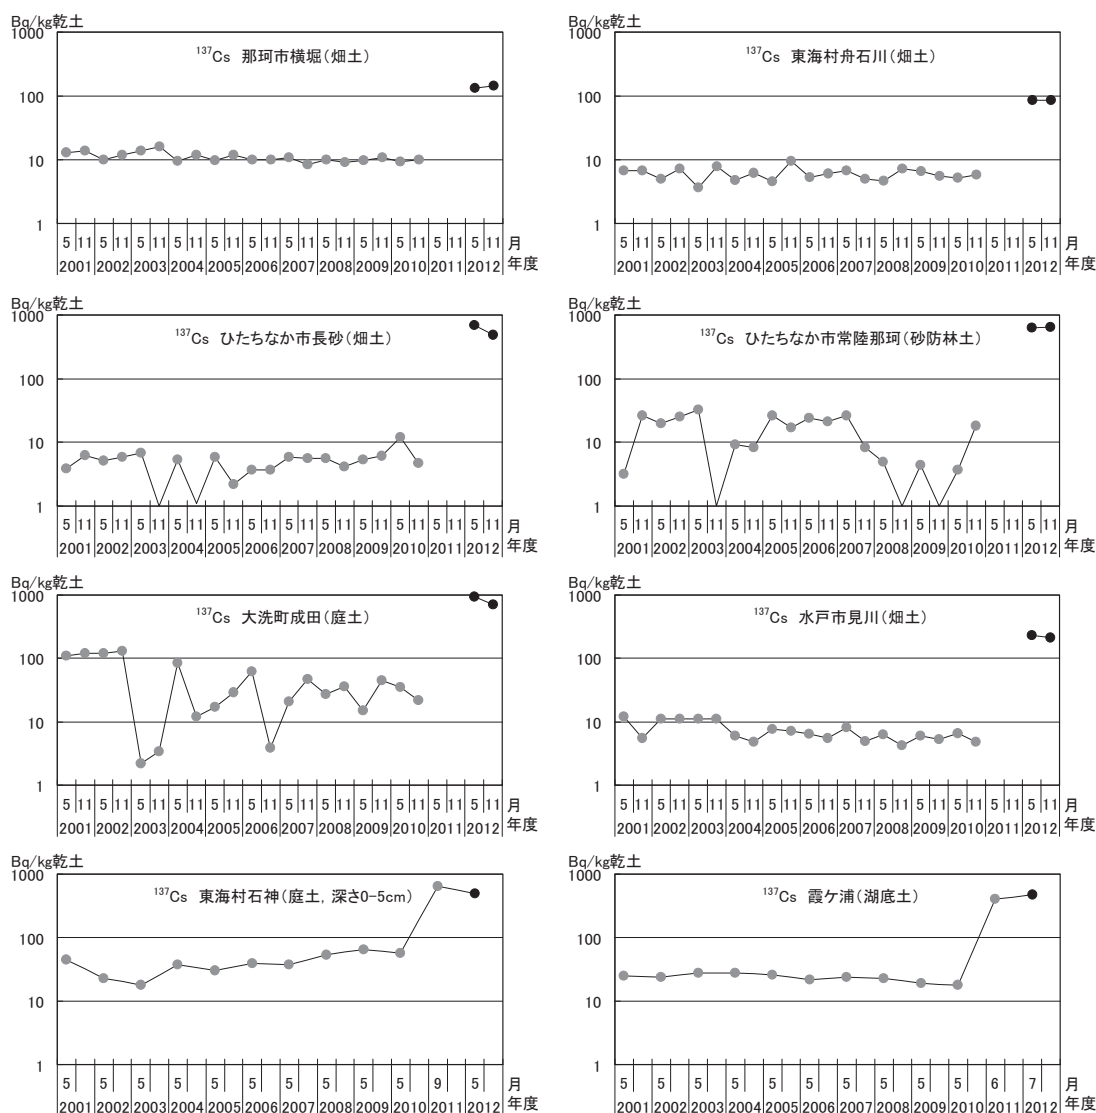 Bq/kg乾土
1000
100
10
1
137Cs 那珂市横堀(畑土)
5 11 5 11 5 11 5 11 5 11 5 11 5 11 5 11 5 11 5 11 5 11 5 11 月
2001 2002 2003 2004 2005 2006 2007 2008 2009 2010 2011 2012 年度
Bq/kg乾土
1000
100
10
1
137Cs 東海村舟石川(畑土)
5 11 5 11 5 11 5 11 5 11 5 11 5 11 5 11 5 11 5 11 5 11 5 11 月
2001 2002 2003 2004 2005 2006 2007 2008 2009 2010 2011 2012 年度
Bq/kg乾土
1000
100
10
1
137Cs ひたちなか市長砂(畑土)
5 11 5 11 5 11 5 11 5 11 5 11 5 11 5 11 5 11 5 11 5 11 5 11 月
2001 2002 2003 2004 2005 2006 2007 2008 2009 2010 2011 2012 年度
Bq/kg乾土
1000
100
10
1
137Cs ひたちなか市常陸那珂(砂防林土)
5 11 5 11 5 11 5 11 5 11 5 11 5 11 5 11 5 11 5 11 5 11 5 11 月
2001 2002 2003 2004 2005 2006 2007 2008 2009 2010 2011 2012 年度
Bq/kg乾土
1000
100
10
1
137Cs 大洗町成田(庭土)
5 11 5 11 5 11 5 11 5 11 5 11 5 11 5 11 5 11 5 11 5 11 5 11 月
2001 2002 2003 2004 2005 2006 2007 2008 2009 2010 2011 2012 年度
Bq/kg乾土
1000
100
10
1
137Cs 水戸市見川(畑土)
5 11 5 11 5 11 5 11 5 11 5 11 5 11 5 11 5 11 5 11 5 11 5 11 月
2001 2002 2003 2004 2005 2006 2007 2008 2009 2010 2011 2012 年度
Bq/kg乾土
1000
100
10
1
137Cs 東海村石神(庭土, 深さ0-5cm)
5 5 5 5 5 5 5 5 5 5 9 5 月
2001 2002 2003 2004 2005 2006 2007 2008 2009 2010 2011 2012 年度
Bq/kg乾土
1000
100
10
1
137Cs 霞ケ浦(湖底土)
5 5 5 5 5 5 5 5 5 5 6 7 月
2001 2002 2003 2004 2005 2006 2007 2008 2009 2010 2011 2012 年度